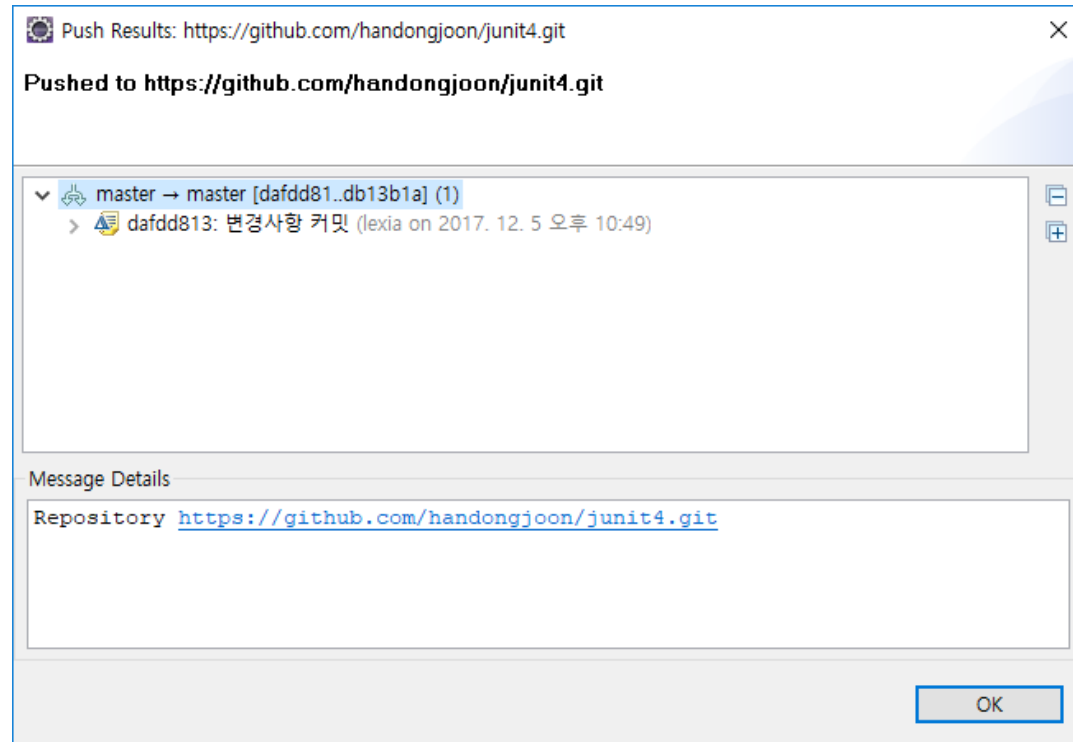 Push Results: https://github.com/handongjoon/junit4.git
Pushed to https://github.com/handongjoon/junit4.git
master → master [dafdd81..db13b1a] (1)
dafdd813: 변경사항 커밋 (lexia on 2017. 12. 5 오후 10:49)
Message Details
Repository https://github.com/handongjoon/junit4.git
OK